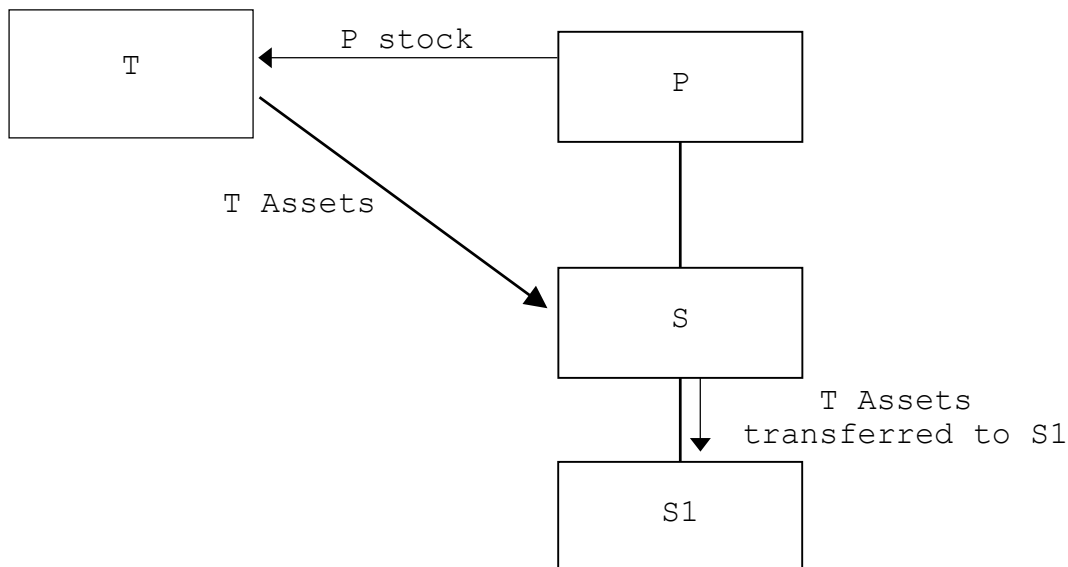 T
P stock
P
T Assets
S
T Assets
transferred to S1
S1